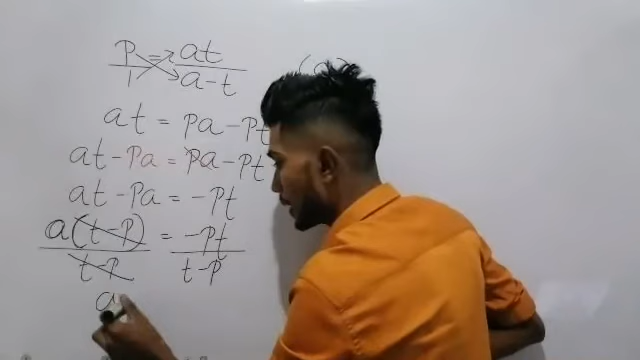 P/1 = at/(a-t)
at = Pa - Pt
at - Pa = Pa - Pt
at - Pa = -Pt
a(t-P)/(t-P) = -Pt/(t-P)
a